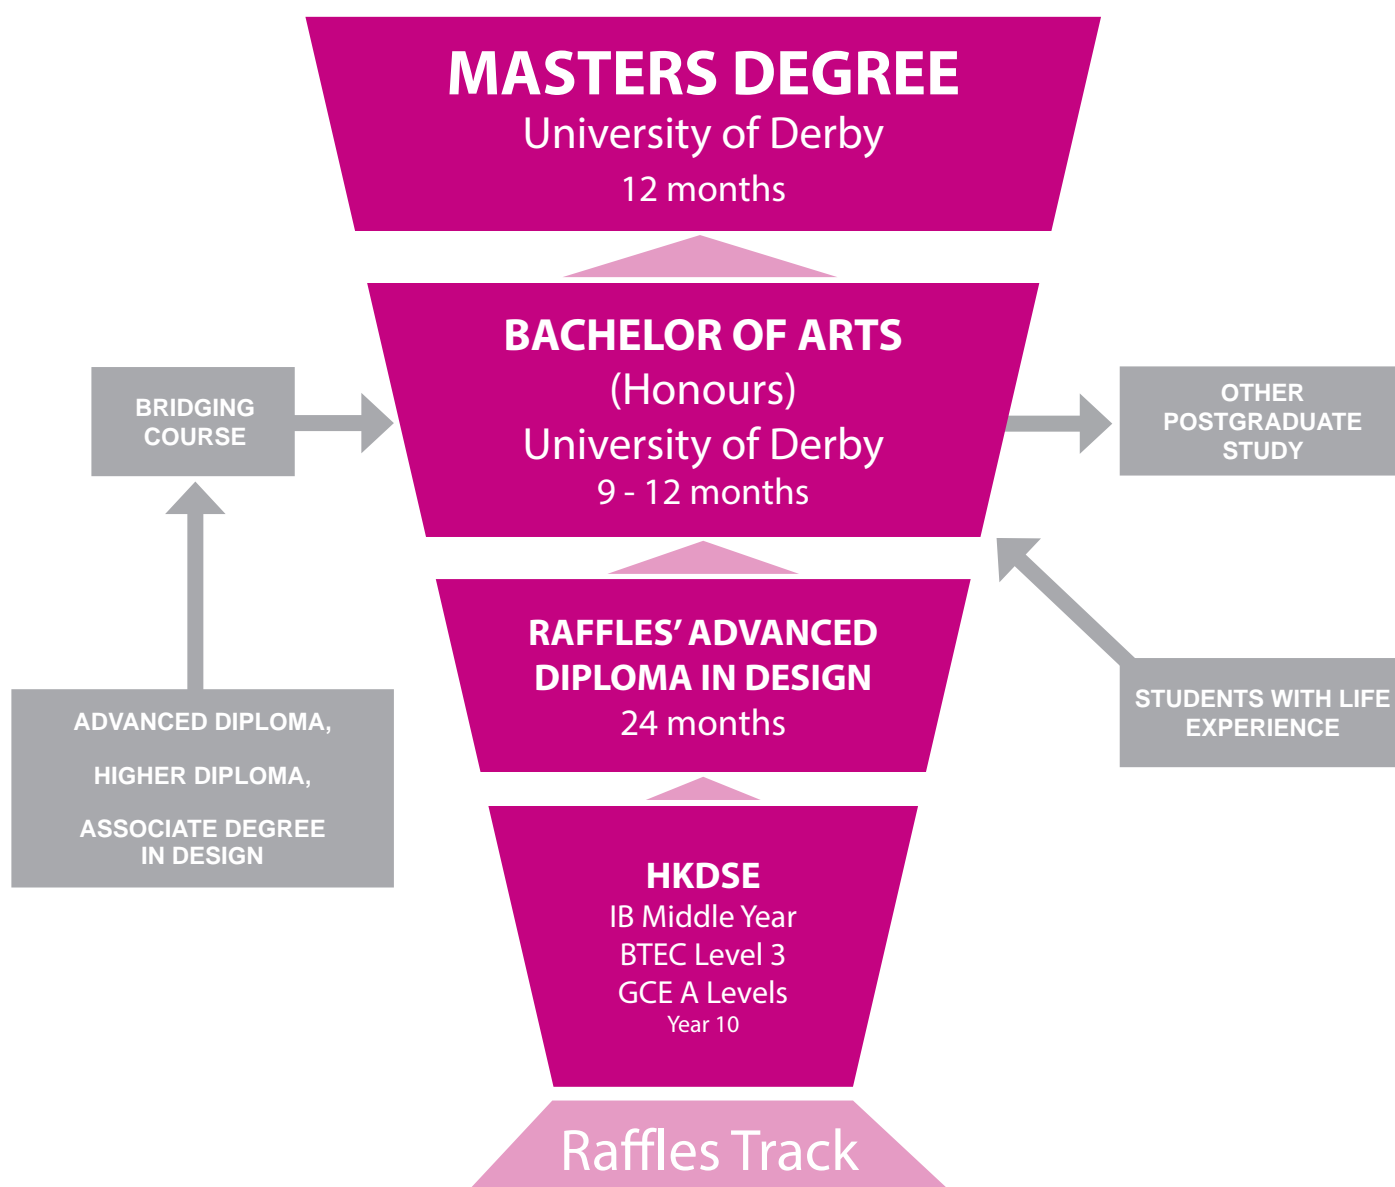 MASTERS DEGREE
University of Derby
12 months
BACHELOR OF ARTS
(Honours)
University of Derby
9 - 12 months
BRIDGING
COURSE
OTHER
POSTGRADUATE
STUDY
RAFFLES’ ADVANCED
DIPLOMA IN DESIGN
24 months
ADVANCED DIPLOMA,
HIGHER DIPLOMA,
ASSOCIATE DEGREE
IN DESIGN
STUDENTS WITH LIFE
EXPERIENCE
HKDSE
IB Middle Year
BTEC Level 3
GCE A Levels
Year 10
Raffles Track